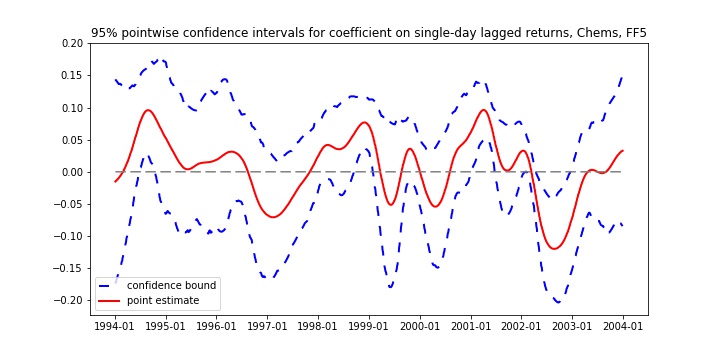 95% pointwise confidence intervals for coefficient on single-day lagged returns, Chems, FF5
0.20
0.15
0.10
0.05
0.00
−0.05
−0.10
−0.15
−0.20
confidence bound
point estimate
1994-01 1995-01 1996-01 1997-01 1998-01 1999-01 2000-01 2001-01 2002-01 2003-01 2004-01